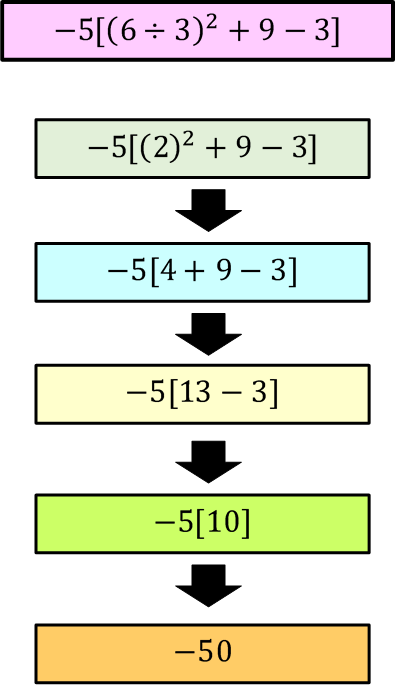 −5[(6 ÷ 3)² + 9 − 3]
−5[(2)² + 9 − 3]
−5[4 + 9 − 3]
−5[13 − 3]
−5[10]
−50